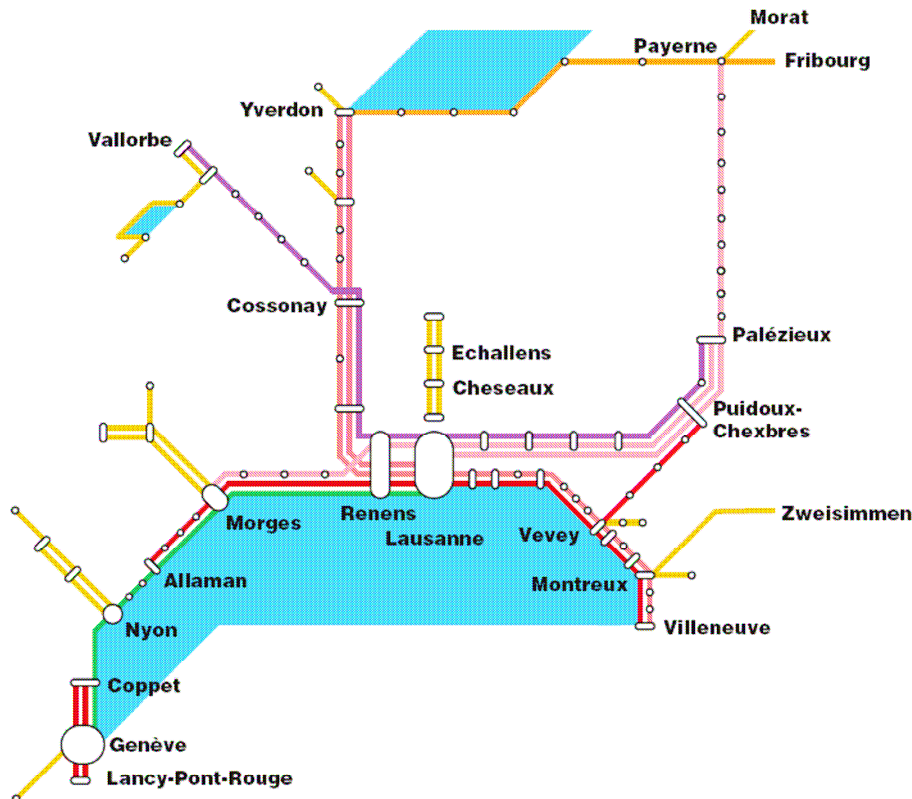 Morat
Payerne
Fribourg
Yverdon
Vallorbe
Cossonay
Palézieux
Echallens
Cheseaux
Puidoux-
Chexbres
Morges
Renens
Lausanne
Vevey
Zweisimmen
Allaman
Montreux
Nyon
Villeneuve
Coppet
Genève
Lancy-Pont-Rouge